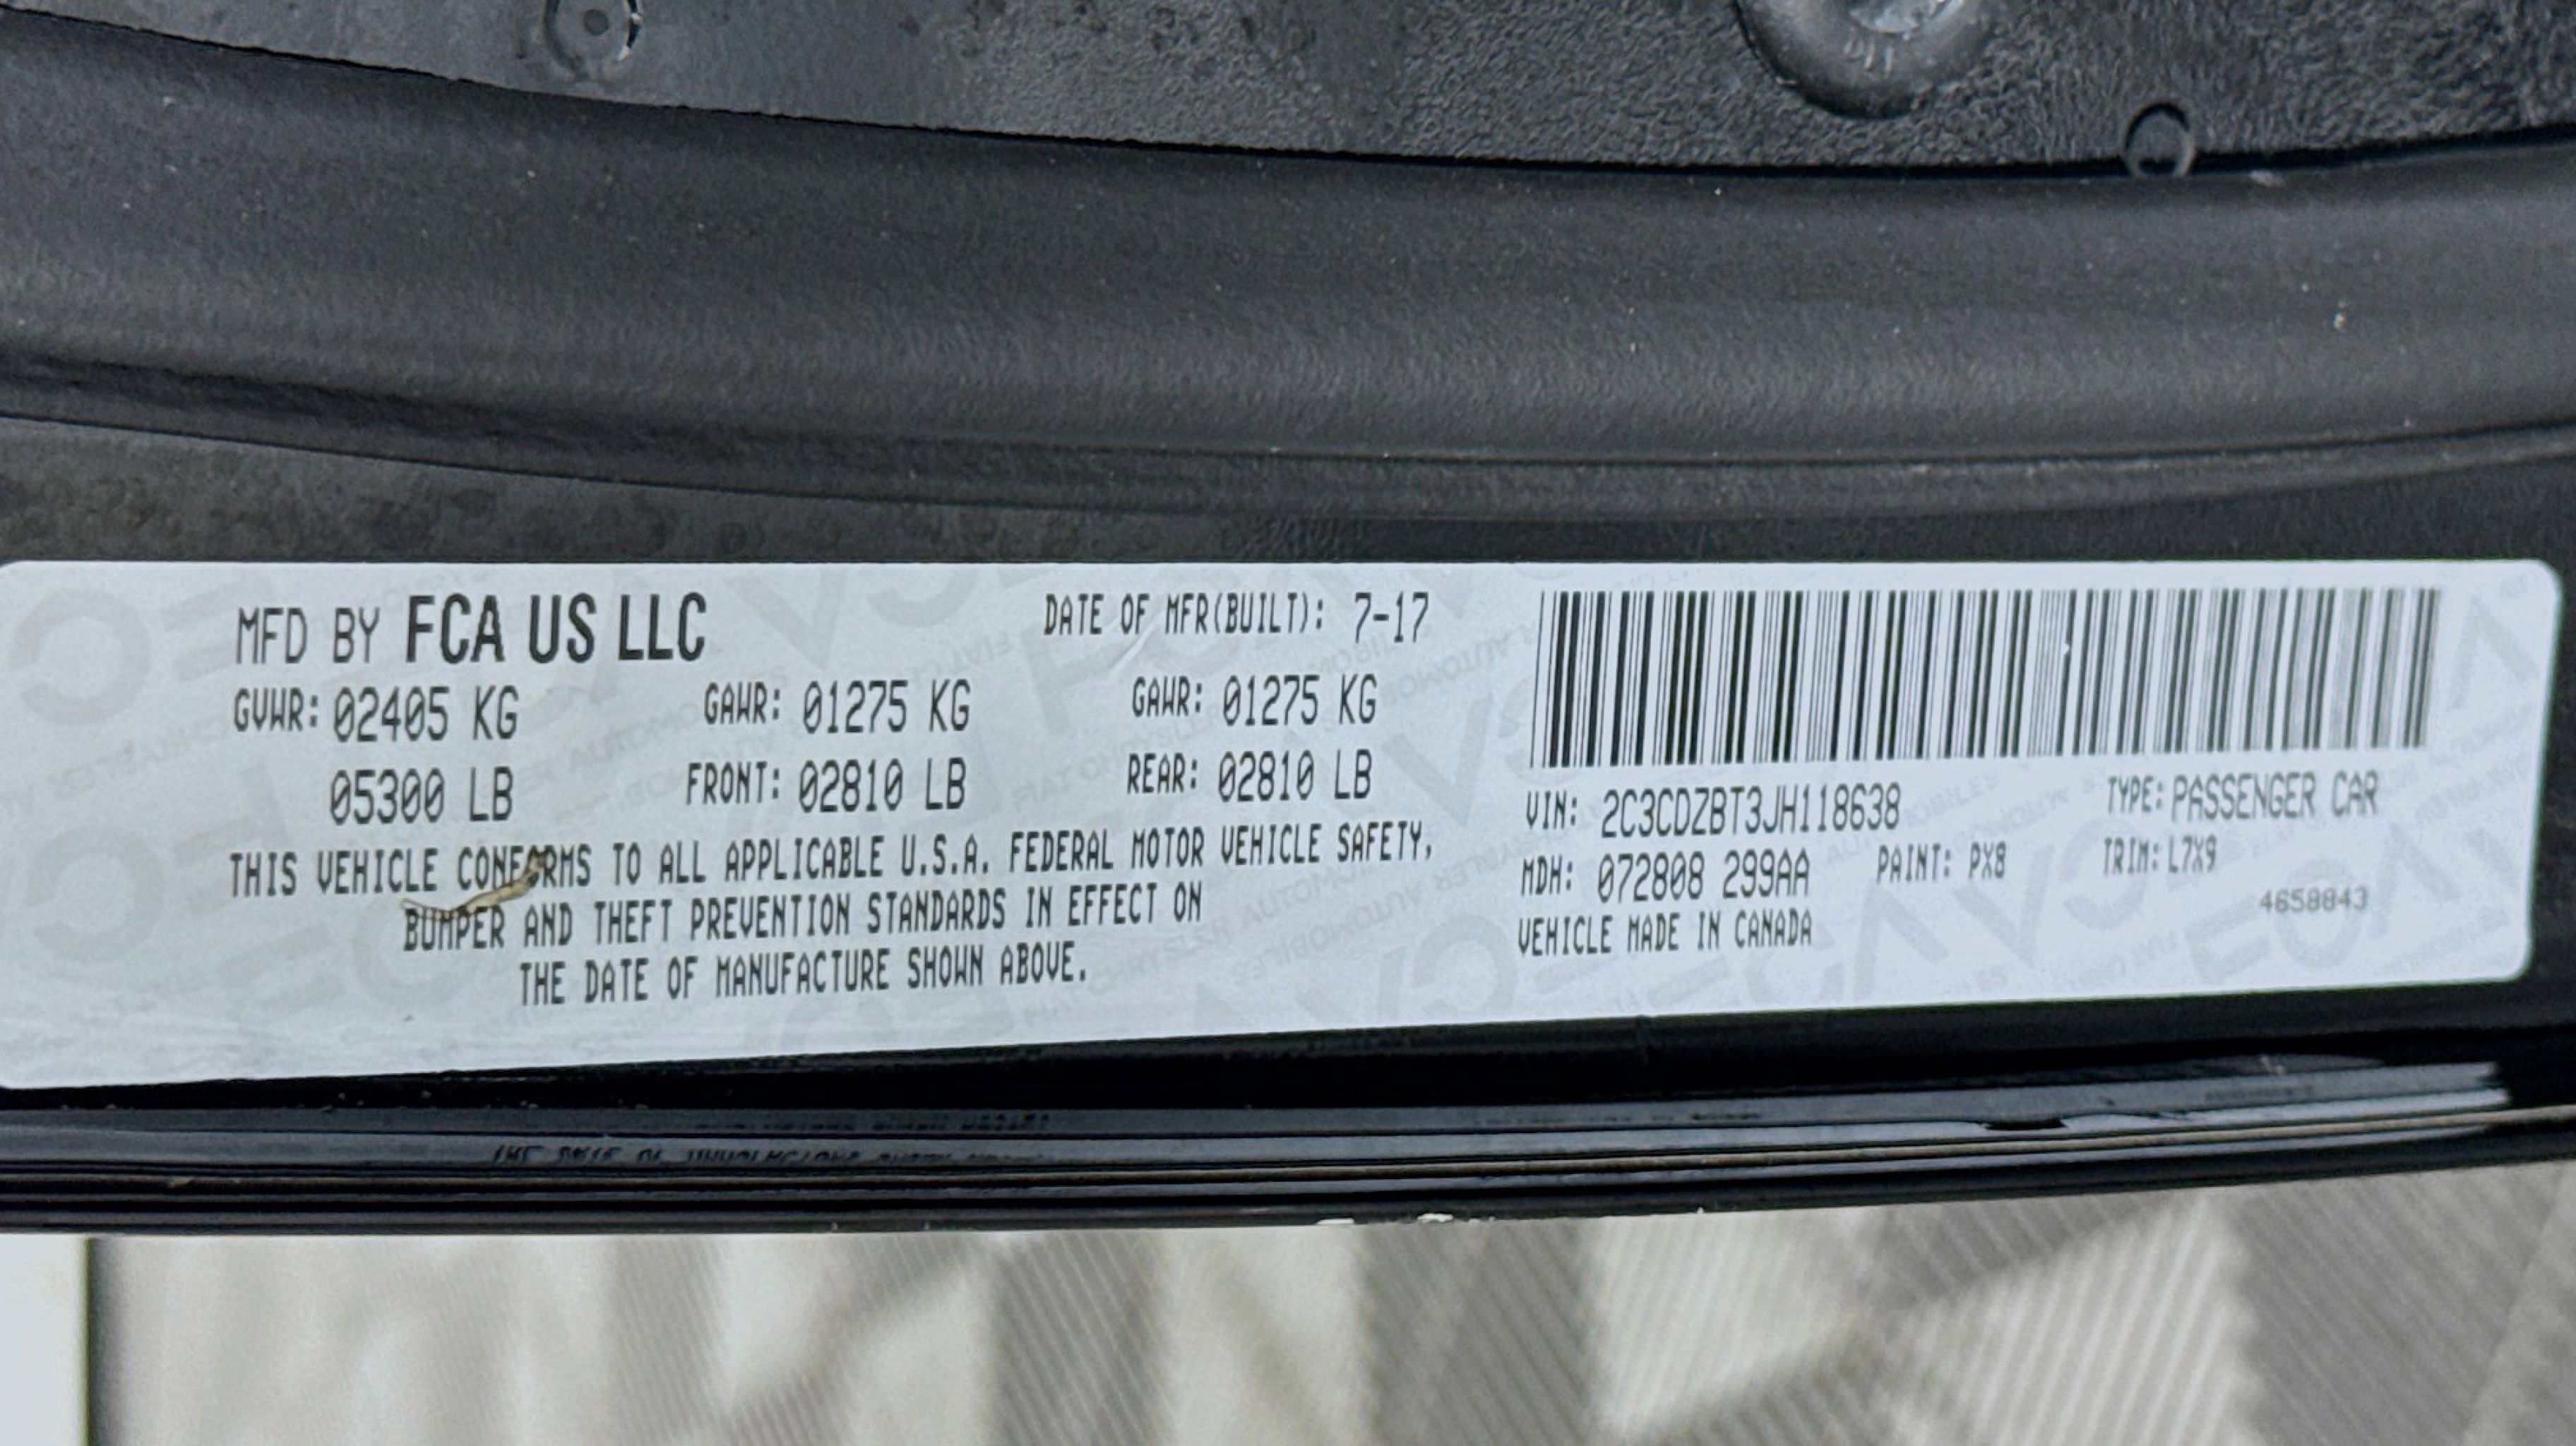 MFD BY FCA US LLC
DATE OF MFR(BUILT): 7-17
GVWR: 02405 KG GAWR: 01275 KG GAWR: 01275 KG
05300 LB FRONT: 02810 LB REAR: 02810 LB
THIS VEHICLE CONFORMS TO ALL APPLICABLE U.S.A. FEDERAL MOTOR VEHICLE SAFETY,
BUMPER AND THEFT PREVENTION STANDARDS IN EFFECT ON
THE DATE OF MANUFACTURE SHOWN ABOVE.
VIN: 2C3CDZBT3JH118638 TYPE: PASSENGER CAR
MDH: 072808 299AA PAINT: PX8 TRIM: L7X9
VEHICLE MADE IN CANADA
4658843